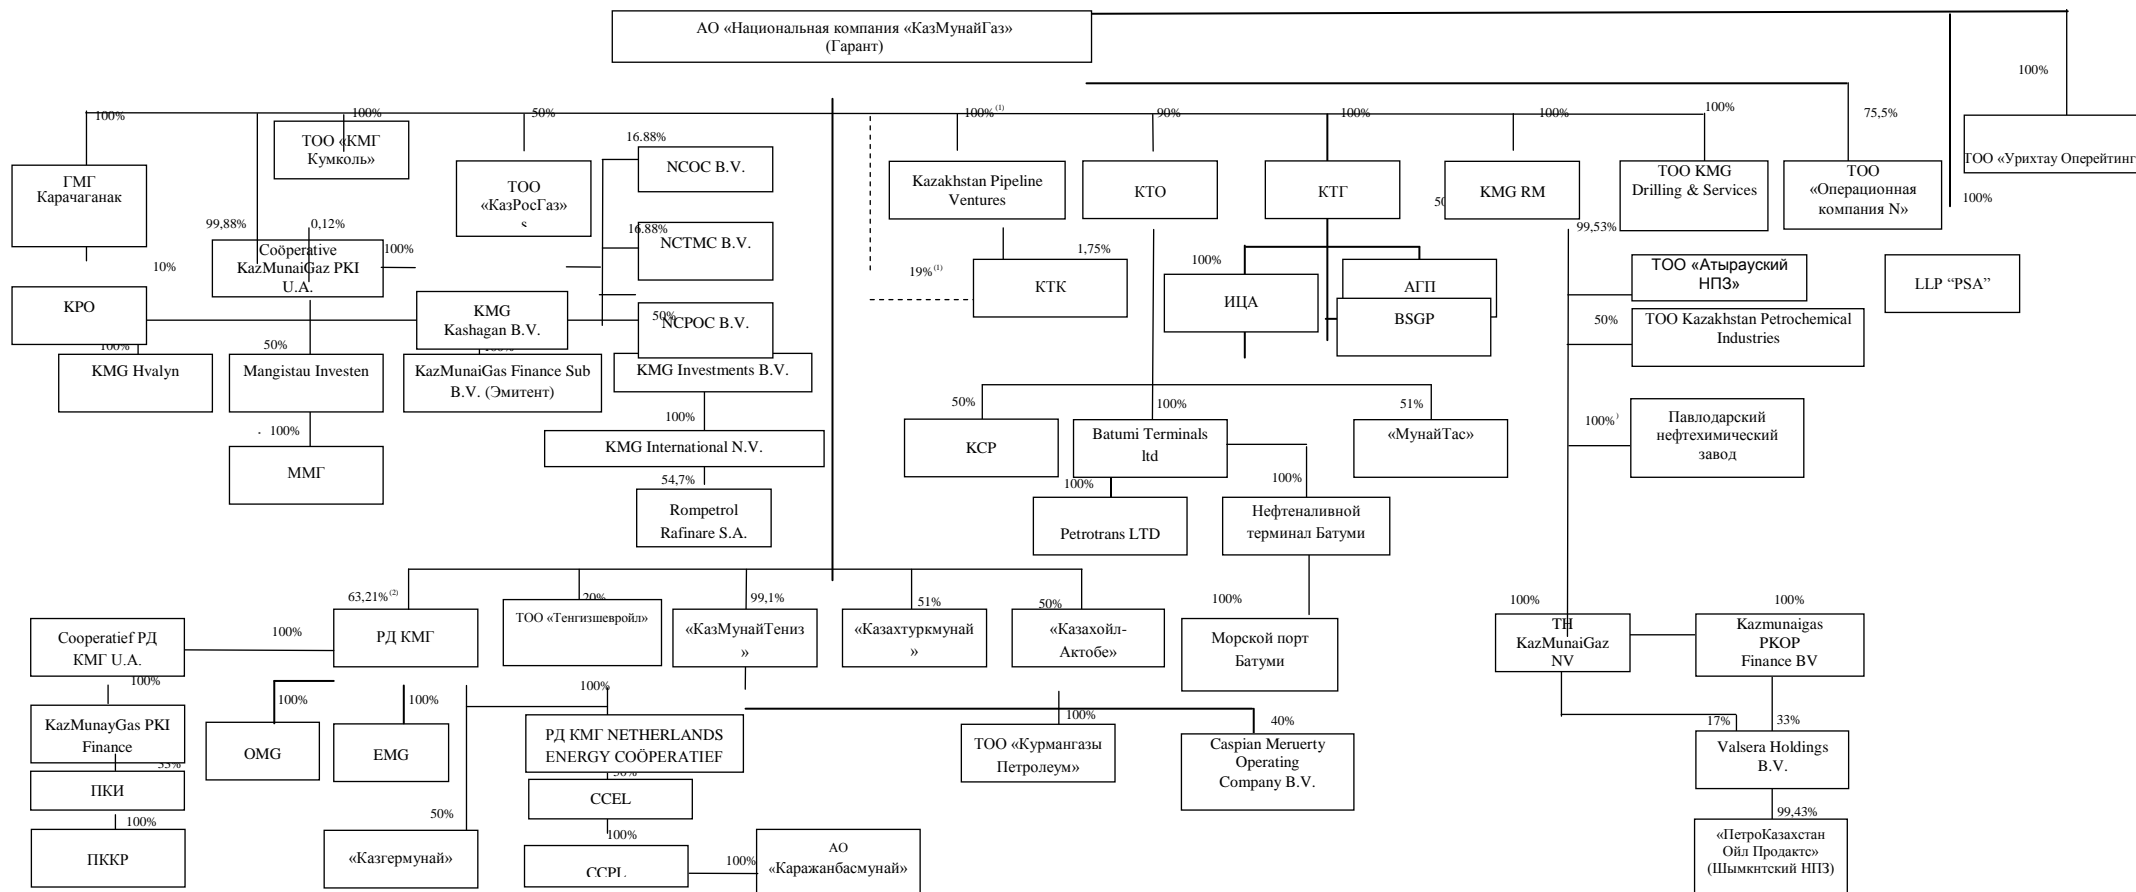 АО «Национальная компания «КазМунайГаз»
(Гарант)
100%
100%
100%
50%
100%⁽¹⁾
90%
100%
100%
100%
75,5%
16.88%
ТОО «КМГ
Кумколь»
NCOC B.V.
ТОО «Урихтау Оперейтинг
ГМГ
Карачаганак
ТОО
«КазРосГаз»
Kazakhstan Pipeline
Ventures
КТО
КТГ
KMG RM
ТОО KMG
Drilling & Services
ТОО
«Операционная
компания N»
100%
99,88%
0,12%
16.88%
99,53%
NCTMC B.V.
Coöperative
KazMunaiGaz PKI
U.A.
100%
10%
1,75%
19%⁽¹⁾
100%
КТК
ИЦА
АГП
BSGP
ТОО «Атырауский
НПЗ»
LLP “PSA”
КРО
KMG
Kashagan B.V.
50%
NCPOC B.V.
50%
ТОО Kazakhstan Petrochemical
Industries
100%
50%
KMG Hvalyn
Mangistau Investen
KazMunaiGas Finance Sub
B.V. (Эмитент)
KMG Investments B.V.
100%
50%
100%
51%
100%⁾
Павлодарский
нефтехимический
завод
100%
ММГ
KMG International N.V.
КСР
Batumi Terminals
ltd
«МунайТас»
54,7%
100%
100%
Rompetrol
Rafinare S.A.
Petrotrans LTD
Нефтеналивной
терминал Батуми
63,21%⁽²⁾
20%
99,1%
51%
50%
100%
100%
100%
Cooperatief РД
КМГ U.A.
100%
РД КМГ
ТОО «Тенгизшевройл»
«КазМунайТениз
»
«Казахтуркмунай
»
«Казахойл-
Актобе»
Морской порт
Батуми
TH
KazMunaiGaz
NV
Kazmunaigas
PKOP
Finance BV
100%
100%
100%
100%
KazMunayGas PKI
Finance
OMG
EMG
РД КМГ NETHERLANDS
ENERGY COÖPERATIEF
100%
ТОО «Курмангазы
Петролеум»
40%
Caspian Meruerty
Operating
Company B.V.
17%
33%
Valsera Holdings
B.V.
ПКИ
CCEL
100%
50%
100%
99,43%
ПККР
«Казгермунай»
CCPL
100%
АО
«Каражанбасмунай»
«ПетроКазахстан
Ойл Продактс»
(Шымкнтский НПЗ)